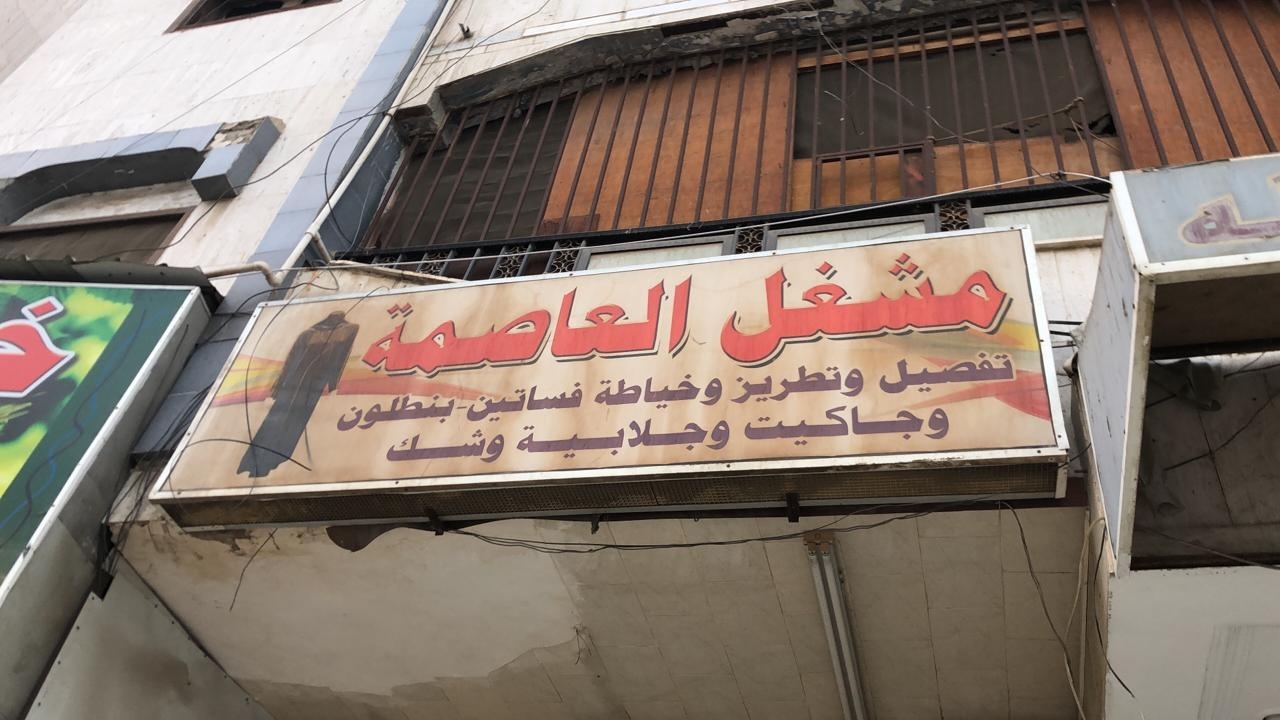 مشغل العاصمة
تفصيل وتطريز وخياطة فساتين-بنطلون
وجاكيت وجلابية وشك